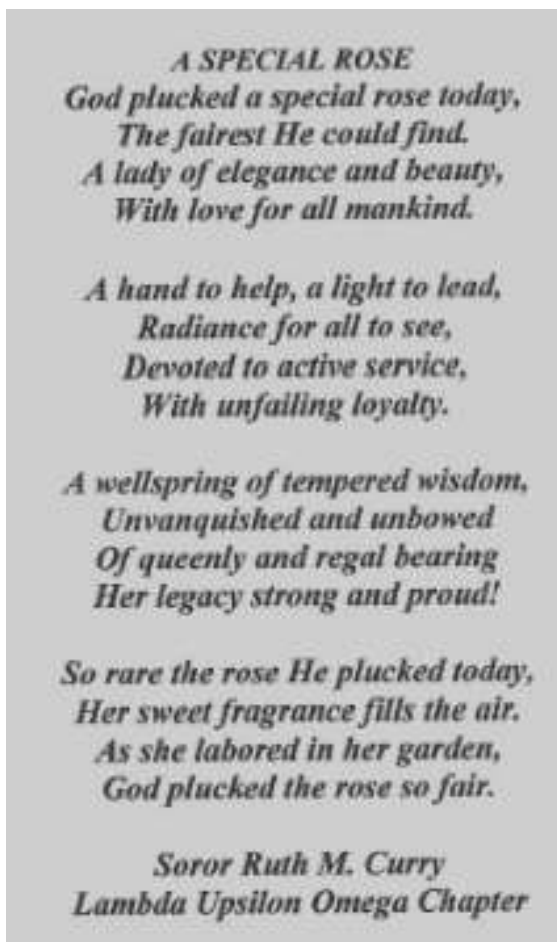 A SPECIAL ROSE
God plucked a special rose today,
The fairest He could find.
A lady of elegance and beauty,
With love for all mankind.
A hand to help, a light to lead,
Radiance for all to see,
Devoted to active service,
With unfailing loyalty.
A wellspring of tempered wisdom,
Unvanquished and unbowed
Of queenly and regal bearing
Her legacy strong and proud!
So rare the rose He plucked today,
Her sweet fragrance fills the air.
As she labored in her garden,
God plucked the rose so fair.
Soror Ruth M. Curry
Lambda Upsilon Omega Chapter